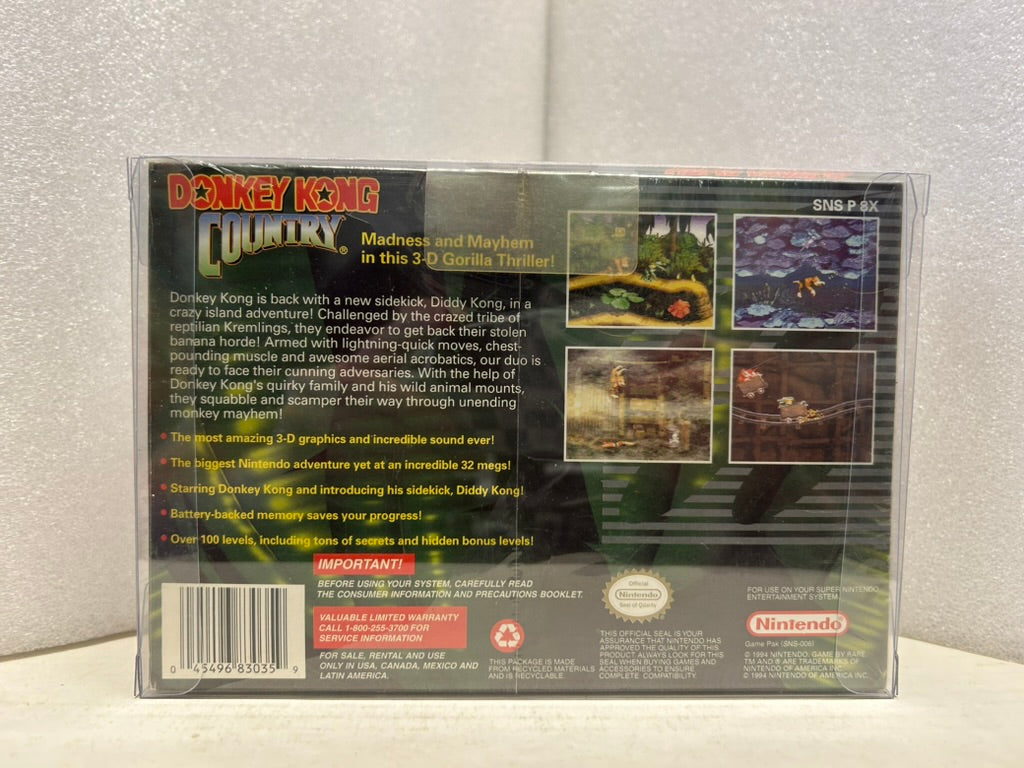 DONKEY KONG
COUNTRY®
SNS P 8X
Madness and Mayhem
in this 3-D Gorilla Thriller!
Donkey Kong is back with a new sidekick, Diddy Kong, in a
crazy island adventure! Challenged by the crazed tribe of
reptilian Kremlings, they endeavor to get back their stolen
banana horde! Armed with lightning-quick moves, chest-
pounding muscle and awesome aerial acrobatics, our duo is
ready to face their cunning adversaries. With the help of
Donkey Kong's quirky family and his wild animal mounts,
they squabble and scamper their way through unending
monkey mayhem!
• The most amazing 3-D graphics and incredible sound ever!
• The biggest Nintendo adventure yet at an incredible 32 megs!
• Starring Donkey Kong and introducing his sidekick, Diddy Kong!
• Battery-backed memory saves your progress!
• Over 100 levels, including tons of secrets and hidden bonus levels!
IMPORTANT!
BEFORE USING YOUR SYSTEM, CAREFULLY READ
THE CONSUMER INFORMATION AND PRECAUTIONS BOOKLET.
VALUABLE LIMITED WARRANTY
CALL 1-800-255-3700 FOR
SERVICE INFORMATION
FOR SALE, RENTAL AND USE
ONLY IN USA, CANADA, MEXICO AND
LATIN AMERICA.
0 45496 83035 9
THIS PACKAGE IS MADE
FROM RECYCLED MATERIALS
AND IS RECYCLABLE.
Official
Nintendo
Seal of Quality
THIS OFFICIAL SEAL IS YOUR
ASSURANCE THAT NINTENDO HAS
APPROVED THE QUALITY OF THIS
PRODUCT. ALWAYS LOOK FOR THIS
SEAL WHEN BUYING GAMES AND
ACCESSORIES TO ENSURE
COMPLETE COMPATIBILITY.
FOR USE ON YOUR SUPER NINTENDO
ENTERTAINMENT SYSTEM.
Nintendo®
Game Pak (SNS-006)
© 1994 NINTENDO. GAME BY RARE.
TM AND ® ARE TRADEMARKS OF
NINTENDO OF AMERICA INC.
© 1994 NINTENDO OF AMERICA INC.